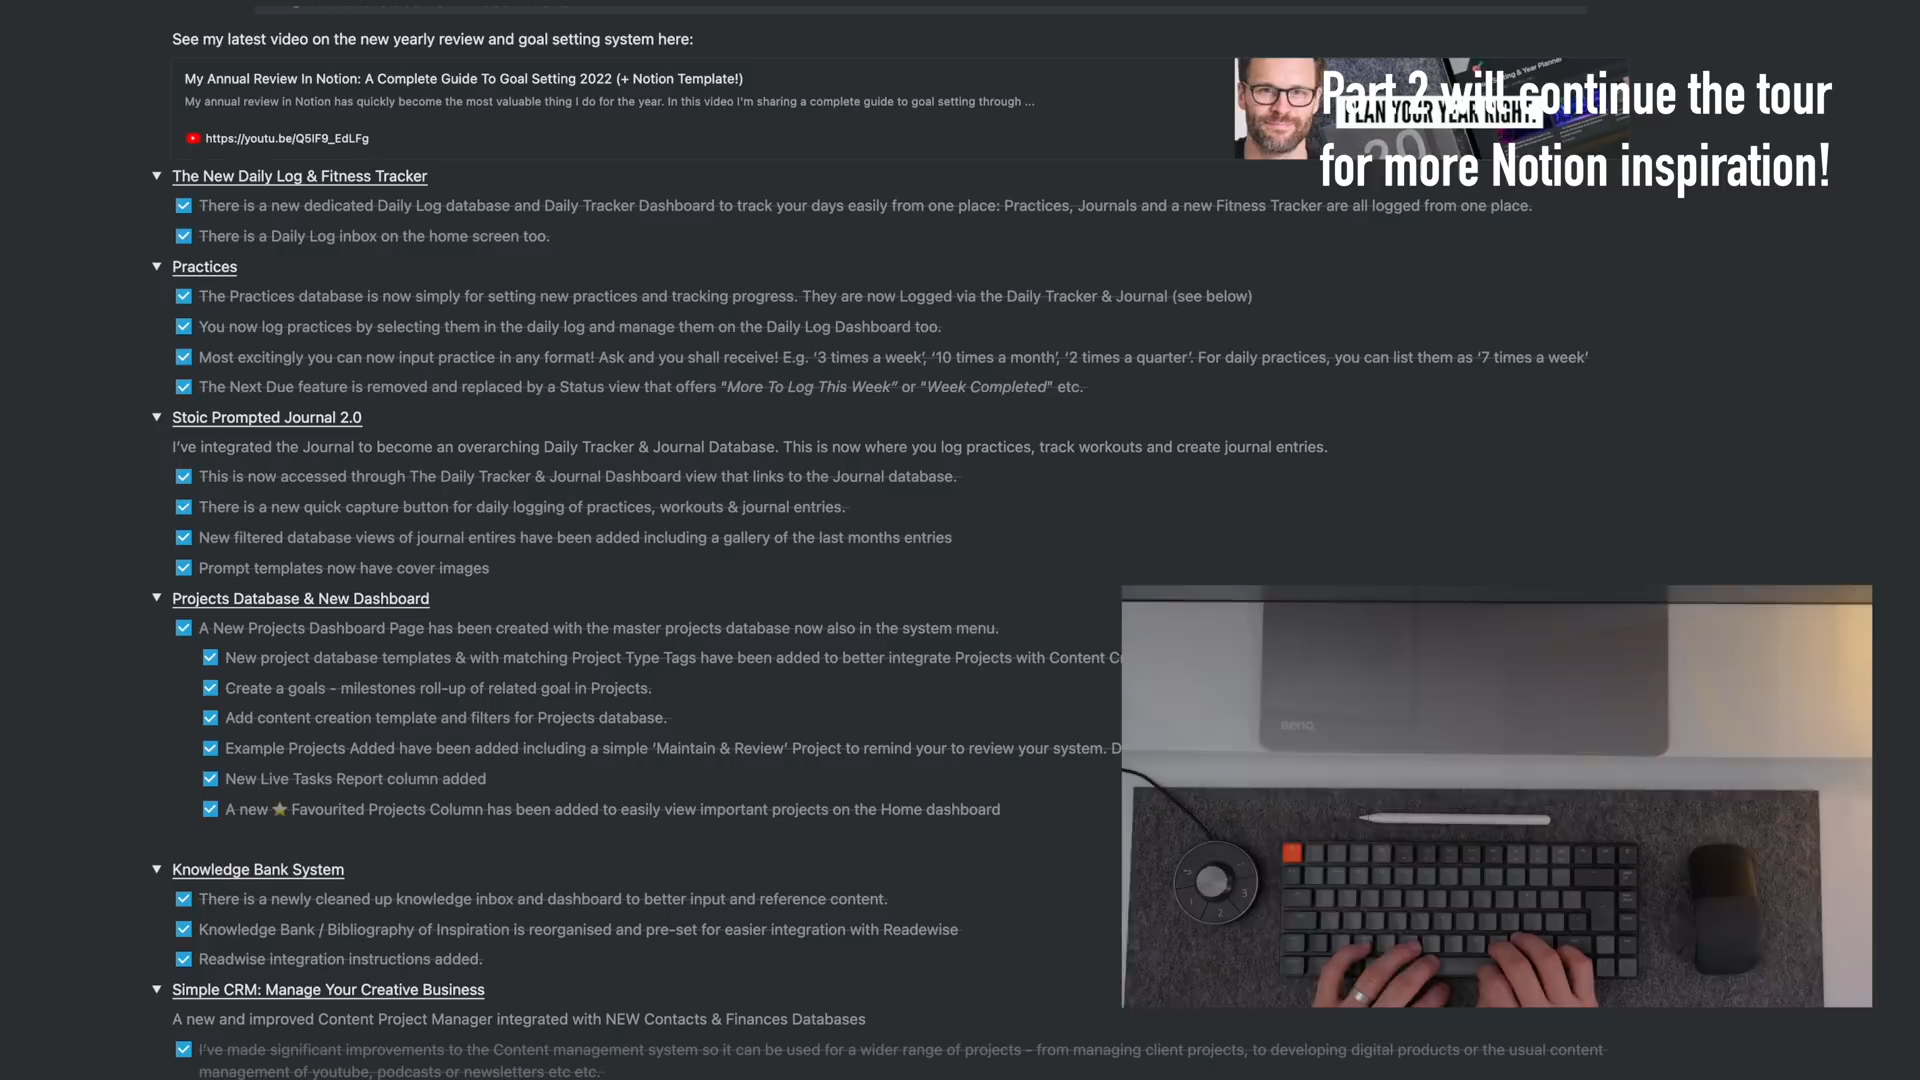 See my latest video on the new yearly review and goal setting system here:
My Annual Review In Notion: A Complete Guide To Goal Setting 2022 (+ Notion Template!)
My annual review in Notion has quickly become the most valuable thing I do for the year. In this video I'm sharing a complete guide to goal setting through ...
https://youtu.be/Q5IF9_EdLFg
Setting & Year Planner
PLAN YOUR YEAR RIGHT.
Part 2 will continue the tour
for more Notion inspiration!
The New Daily Log & Fitness Tracker
There is a new dedicated Daily Log database and Daily Tracker Dashboard to track your days easily from one place: Practices, Journals and a new Fitness Tracker are all logged from one place.
There is a Daily Log inbox on the home screen too.
Practices
The Practices database is now simply for setting new practices and tracking progress. They are now Logged via the Daily Tracker & Journal (see below)
You now log practices by selecting them in the daily log and manage them on the Daily Log Dashboard too.
Most excitingly you can now input practice in any format! Ask and you shall receive! E.g. ‘3 times a week’, ‘10 times a month’, ‘2 times a quarter’. For daily practices, you can list them as ‘7 times a week’
The Next Due feature is removed and replaced by a Status view that offers “More To Log This Week” or “Week Completed” etc.
Stoic Prompted Journal 2.0
I’ve integrated the Journal to become an overarching Daily Tracker & Journal Database. This is now where you log practices, track workouts and create journal entries.
This is now accessed through The Daily Tracker & Journal Dashboard view that links to the Journal database.
There is a new quick capture button for daily logging of practices, workouts & journal entries.
New filtered database views of journal entires have been added including a gallery of the last months entries
Prompt templates now have cover images
Projects Database & New Dashboard
A New Projects Dashboard Page has been created with the master projects database now also in the system menu.
New project database templates & with matching Project Type Tags have been added to better integrate Projects with Content C
Create a goals - milestones roll-up of related goal in Projects.
Add content creation template and filters for Projects database.
Example Projects Added have been added including a simple ‘Maintain & Review’ Project to remind your to review your system. D
New Live Tasks Report column added
A new ⭐ Favourited Projects Column has been added to easily view important projects on the Home dashboard
BenQ
1 2 3
Knowledge Bank System
There is a newly cleaned up knowledge inbox and dashboard to better input and reference content.
Knowledge Bank / Bibliography of Inspiration is reorganised and pre-set for easier integration with Readewise
Readwise integration instructions added.
Simple CRM: Manage Your Creative Business
A new and improved Content Project Manager integrated with NEW Contacts & Finances Databases
I’ve made significant improvements to the Content management system so it can be used for a wider range of projects - from managing client projects, to developing digital products or the usual content
management of youtube, podcasts or newsletters etc etc.